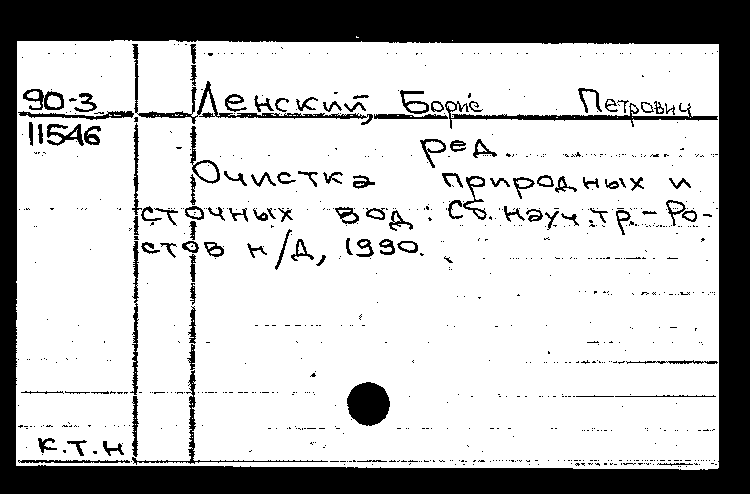 90-3 Ленский, Борис Петрович
11546 ред.
Очистка природных и
сточных вод: Сб. науч. тр. - Ро-
стов н/Д, 1990.
к.т.н